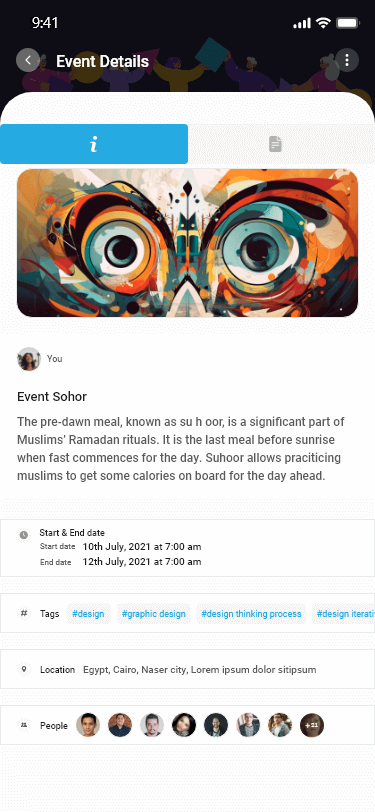 9:41
Event Details
i
You
Event Sohor
The pre-dawn meal, known as su h oor, is a significant part of
Muslims' Ramadan rituals. It is the last meal before sunrise
when fast commences for the day. Suhoor allows praciticing
muslims to get some calories on board for the day ahead.
Start & End date
Start date 10th July, 2021 at 7:00 am
End date 12th July, 2021 at 7:00 am
# Tags #design #graphic design #design thinking process #design iterati
Location Egypt, Cairo, Naser city, Lorem ipsum dolor sitipsum
People +21